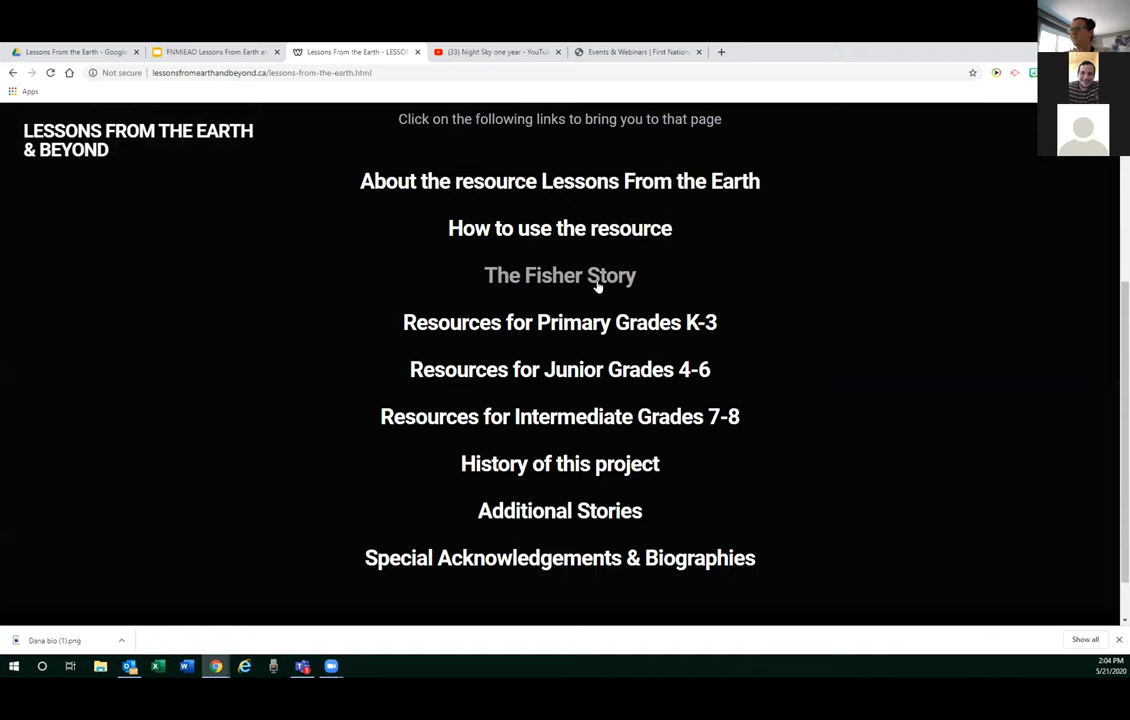 Lessons From the Earth - Google
FNMIEAO Lessons From Earth a
Lessons From the Earth - LESSO
(33) Night Sky one year - YouTu
Events & Webinars | First Nation
Not secure | lessonsfromearthandbeyond.ca/lessons-from-the-earth.html
Apps
LESSONS FROM THE EARTH
& BEYOND
Click on the following links to bring you to that page
About the resource Lessons From the Earth
How to use the resource
The Fisher Story
Resources for Primary Grades K-3
Resources for Junior Grades 4-6
Resources for Intermediate Grades 7-8
History of this project
Additional Stories
Special Acknowledgements & Biographies
Dana bio (1).png
Show all
2:04 PM
5/21/2020